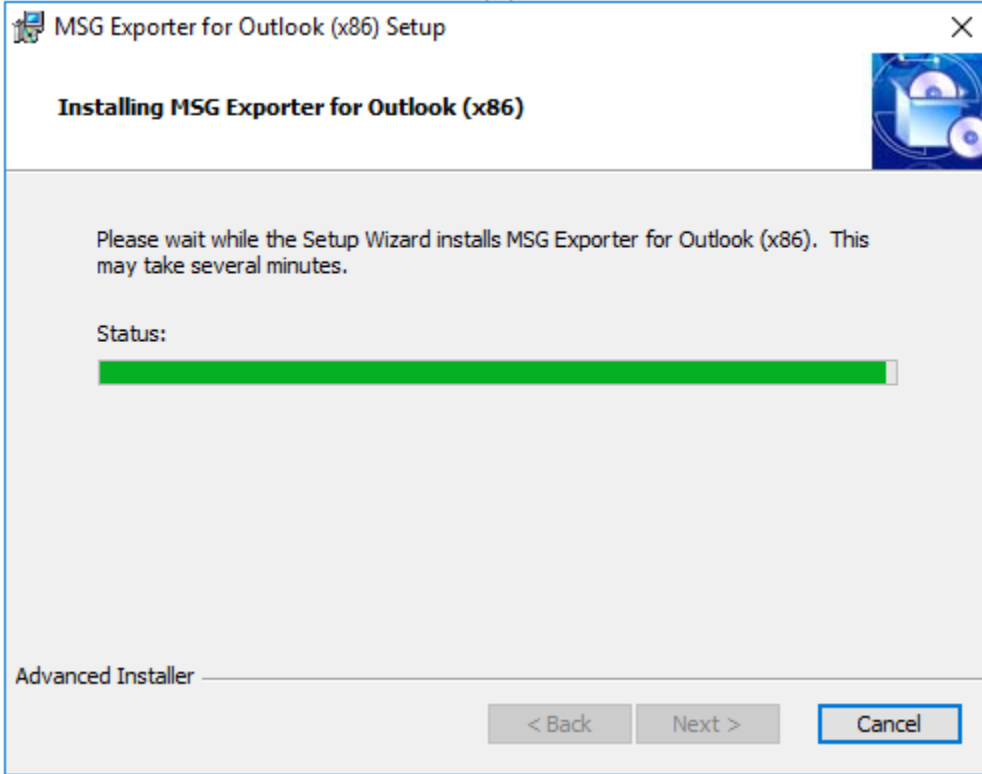 MSG Exporter for Outlook (x86) Setup
Installing MSG Exporter for Outlook (x86)
Please wait while the Setup Wizard installs MSG Exporter for Outlook (x86).  This
may take several minutes.
Status:
Advanced Installer
< Back
Next >
Cancel